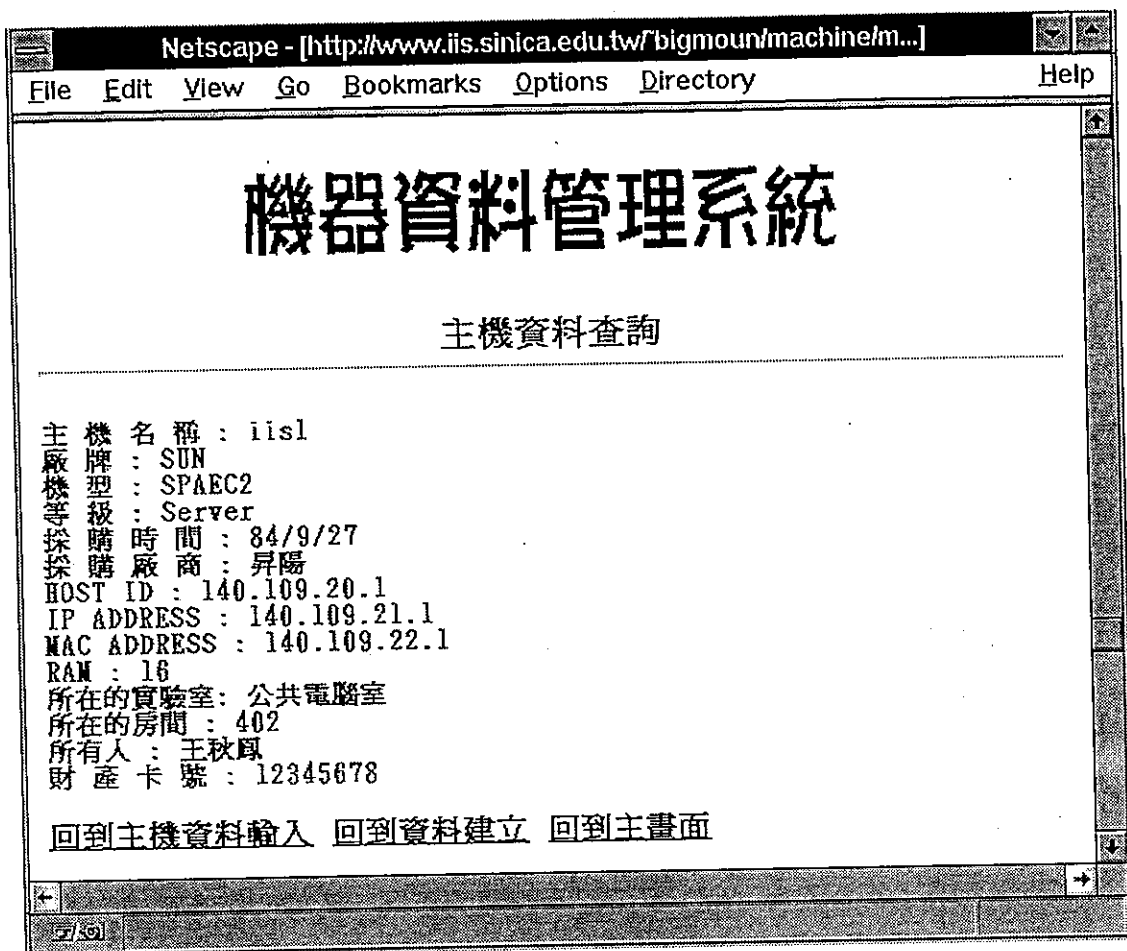 Netscape - [http://www.iis.sinica.edu.tw/~bigmoun/machine/m...]
File Edit View Go Bookmarks Options Directory Help
機器資料管理系統
主機資料查詢
主 機 名 稱 : iis1
廠 牌 : SUN
機 型 : SPAEC2
等 級 : Server
採 購 時 間 : 84/9/27
採 購 廠 商 : 昇陽
HOST ID : 140.109.20.1
IP ADDRESS : 140.109.21.1
MAC ADDRESS : 140.109.22.1
RAM : 16
所在的實驗室: 公共電腦室
所在的房間 : 402
所有人 : 王秋鳳
財 產 卡 號 : 12345678
回到主機資料輸入 回到資料建立 回到主畫面